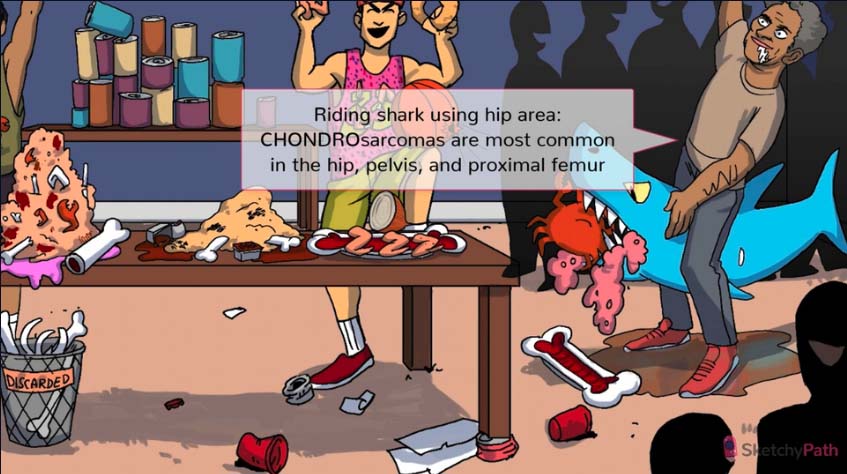 Riding shark using hip area:
CHONDROsarcomas are most common
in the hip, pelvis, and proximal femur
DISCARDED
SketchyPath